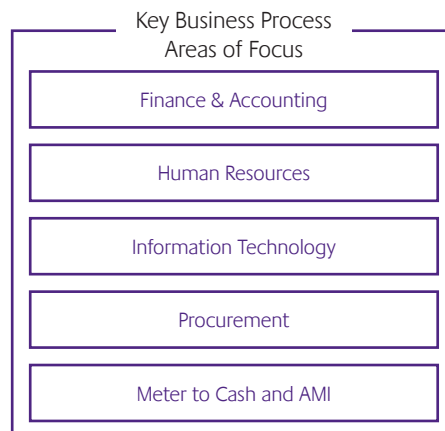 Key Business Process
Areas of Focus
Finance & Accounting
Human Resources
Information Technology
Procurement
Meter to Cash and AMI